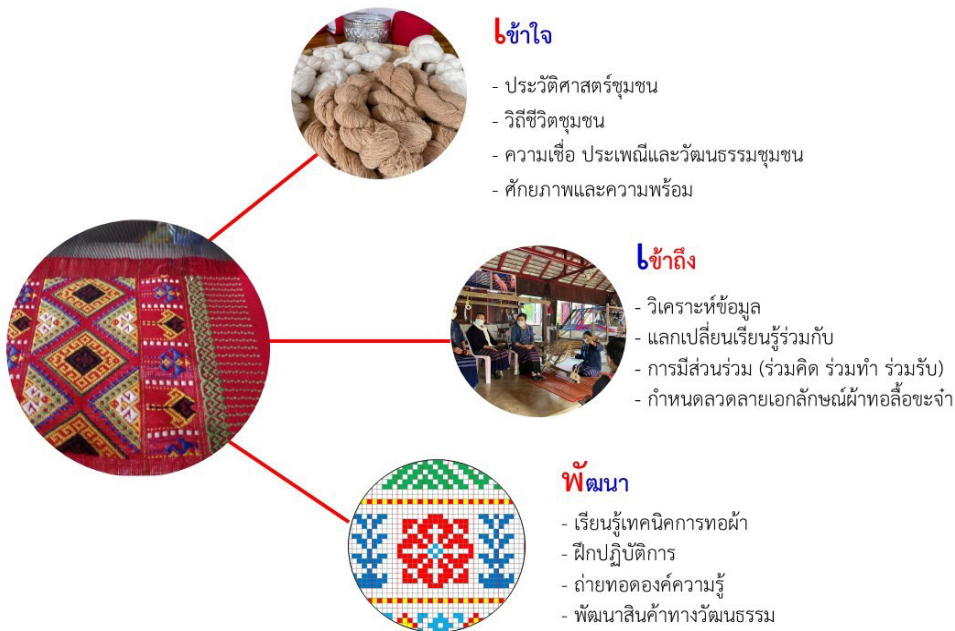 เข้าใจ
- ประวัติศาสตร์ชุมชน
- วิถีชีวิตชุมชน
- ความเชื่อ ประเพณีและวัฒนธรรมชุมชน
- ศักยภาพและความพร้อม
เข้าถึง
- วิเคราะห์ข้อมูล
- แลกเปลี่ยนเรียนรู้ร่วมกับ
- การมีส่วนร่วม (ร่วมคิด ร่วมทำ ร่วมรับ)
- กำหนดลวดลายเอกลักษณ์ผ้าทอลื้อขะจำ
พัฒนา
- เรียนรู้เทคนิคการทอผ้า
- ฝึกปฏิบัติการ
- ถ่ายทอดองค์ความรู้
- พัฒนาสินค้าทางวัฒนธรรม